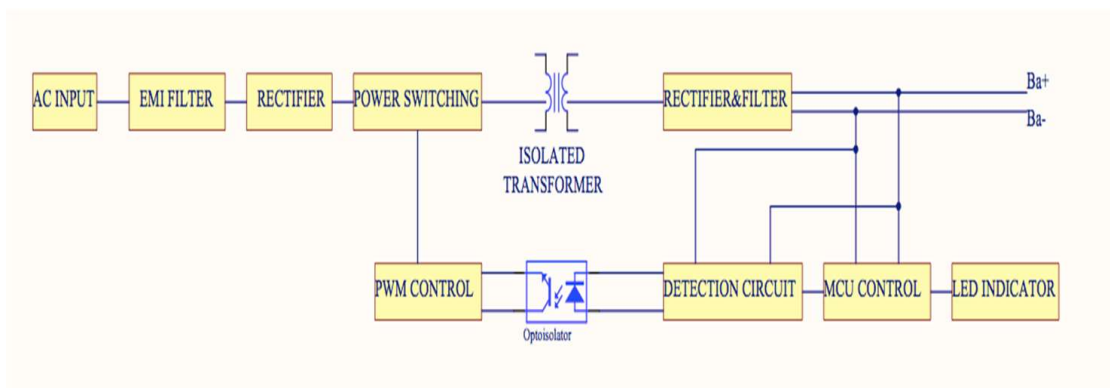 AC INPUT
EMI FILTER
RECTIFIER
POWER SWITCHING
ISOLATED
TRANSFORMER
RECTIFIER&FILTER
Ba+
Ba-
PWM CONTROL
Optoisolator
DETECTION CIRCUIT
MCU CONTROL
LED INDICATOR